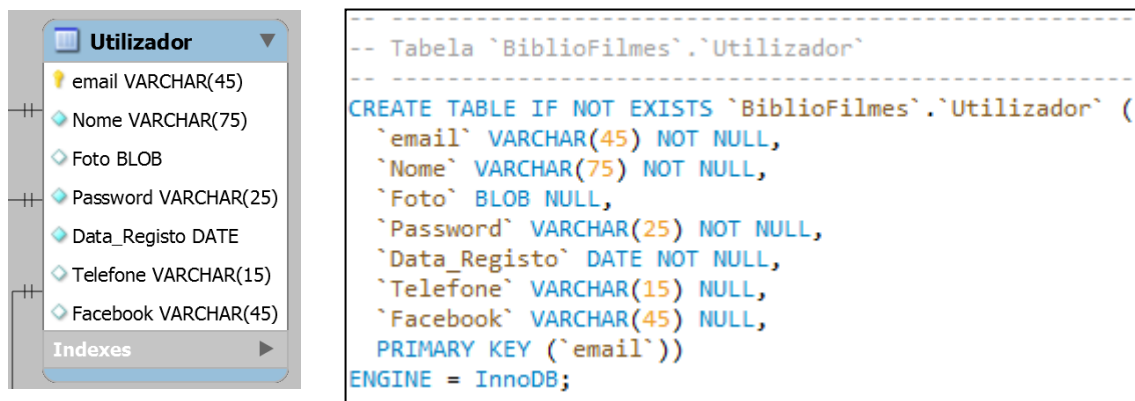 Utilizador
email VARCHAR(45)
Nome VARCHAR(75)
Foto BLOB
Password VARCHAR(25)
Data_Registo DATE
Telefone VARCHAR(15)
Facebook VARCHAR(45)
Indexes
-- -----------------------------------------------------
-- Tabela `BiblioFilmes`.`Utilizador`
-- -----------------------------------------------------
CREATE TABLE IF NOT EXISTS `BiblioFilmes`.`Utilizador` (
  `email` VARCHAR(45) NOT NULL,
  `Nome` VARCHAR(75) NOT NULL,
  `Foto` BLOB NULL,
  `Password` VARCHAR(25) NOT NULL,
  `Data_Registo` DATE NOT NULL,
  `Telefone` VARCHAR(15) NULL,
  `Facebook` VARCHAR(45) NULL,
  PRIMARY KEY (`email`))
ENGINE = InnoDB;